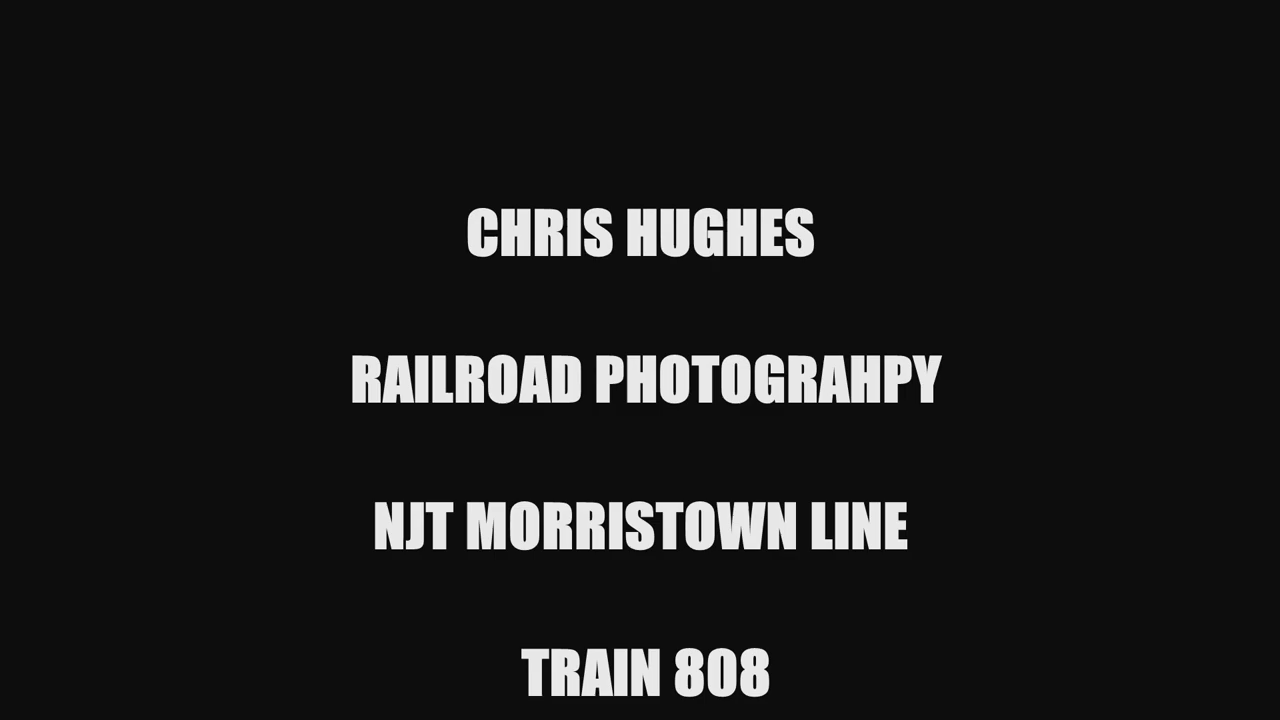 CHRIS HUGHES
RAILROAD PHOTOGRAHPY
NJT MORRISTOWN LINE
TRAIN 808